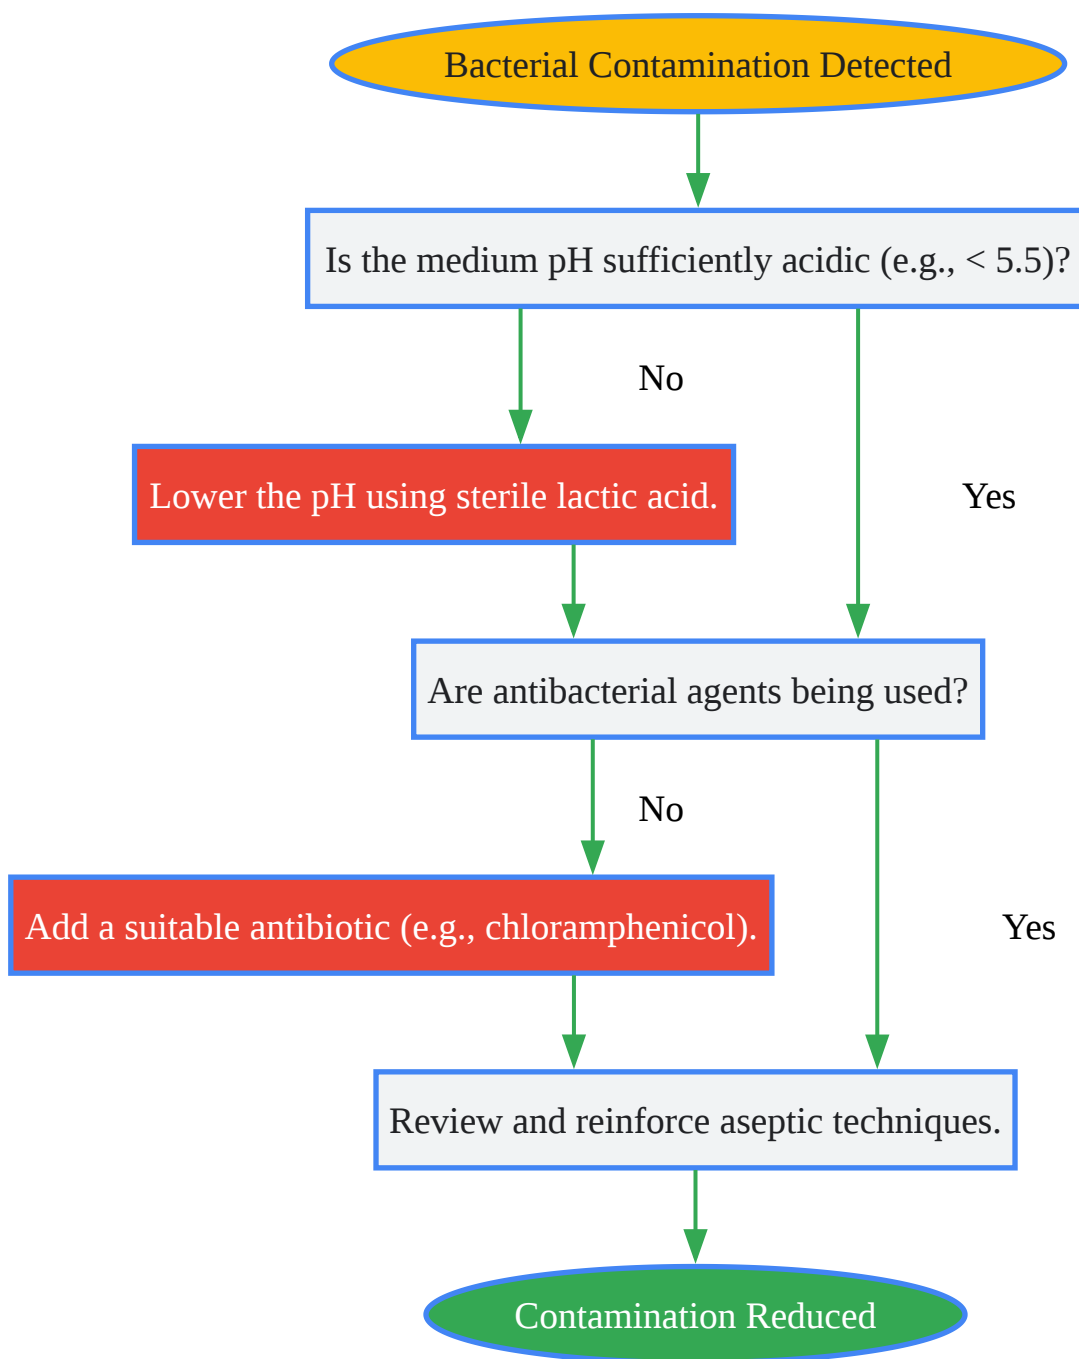 Bacterial Contamination Detected
Is the medium pH sufficiently acidic (e.g., < 5.5)?
No
Lower the pH using sterile lactic acid.
Yes
Are antibacterial agents being used?
No
Add a suitable antibiotic (e.g., chloramphenicol).
Yes
Review and reinforce aseptic techniques.
Contamination Reduced